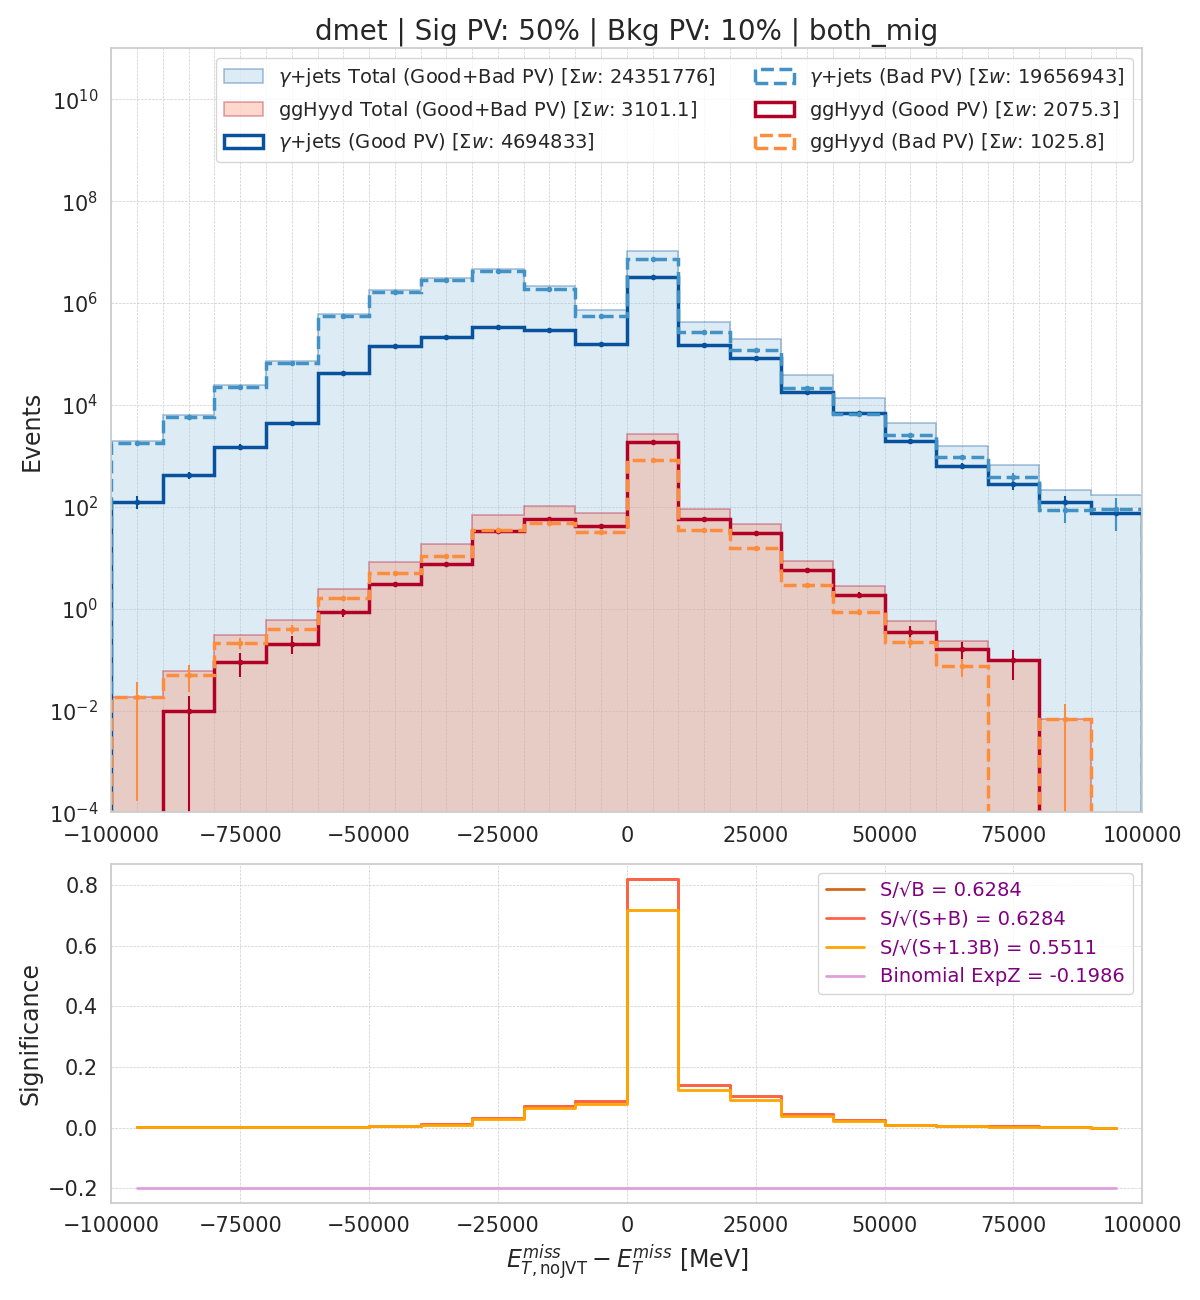 dmet | Sig PV: 50% | Bkg PV: 10% | both_mig
γ+jets Total (Good+Bad PV) [Σw: 24351776]
ggHyyd Total (Good+Bad PV) [Σw: 3101.1]
γ+jets (Good PV) [Σw: 4694833]
γ+jets (Bad PV) [Σw: 19656943]
ggHyyd (Good PV) [Σw: 2075.3]
ggHyyd (Bad PV) [Σw: 1025.8]
Events
10^10
10^8
10^6
10^4
10^2
10^0
10^−2
10^−4
−100000 −75000 −50000 −25000 0 25000 50000 75000 100000
S/√B = 0.6284
S/√(S+B) = 0.6284
S/√(S+1.3B) = 0.5511
Binomial ExpZ = -0.1986
Significance
0.8
0.6
0.4
0.2
0.0
−0.2
−100000 −75000 −50000 −25000 0 25000 50000 75000 100000
E_{T,noJVT}^{miss} − E_T^{miss} [MeV]